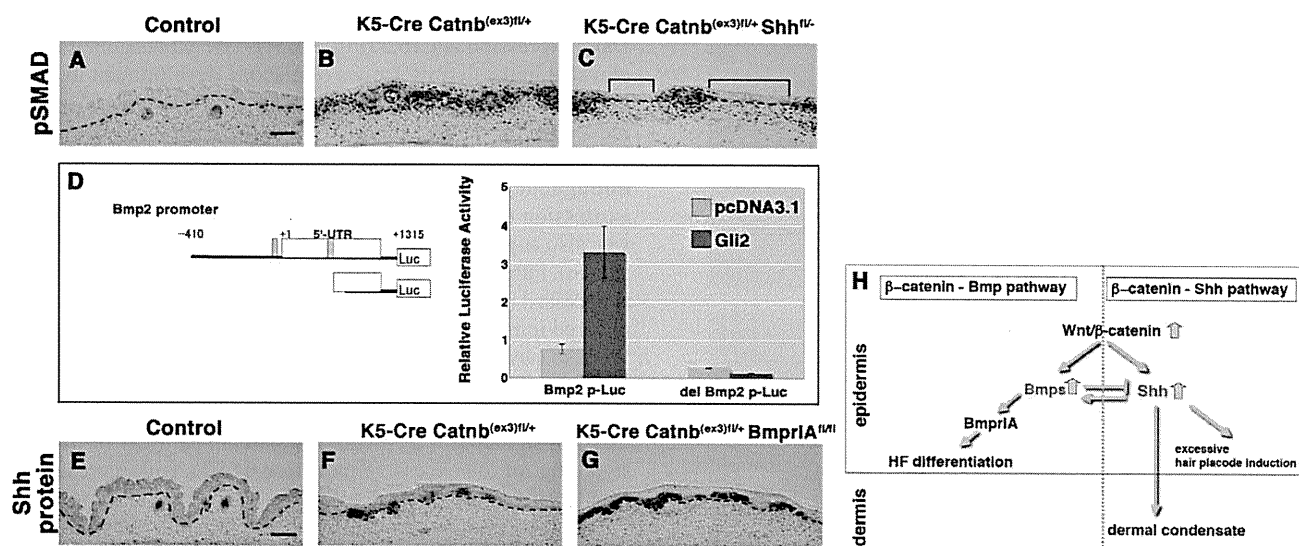 Control
K5-Cre Catnb(ex3)fl/+
K5-Cre Catnb(ex3)fl/+ Shhfl/-
pSMAD
A
B
C
D
Bmp2 promoter
−410
+1
5'-UTR
+1315
Luc
Luc
Relative Luciferase Activity
5
4
3
2
1
0
pcDNA3.1
Gli2
Bmp2 p-Luc
del Bmp2 p-Luc
Control
K5-Cre Catnb(ex3)fl/+
K5-Cre Catnb(ex3)fl/+ BmprIAfl/fl
Shh protein
E
F
G
H
β−catenin - Bmp pathway
β−catenin - Shh pathway
epidermis
Wnt/β-catenin
Bmps
Shh
BmprIA
HF differentiation
excessive
hair placode induction
dermis
dermal condensate